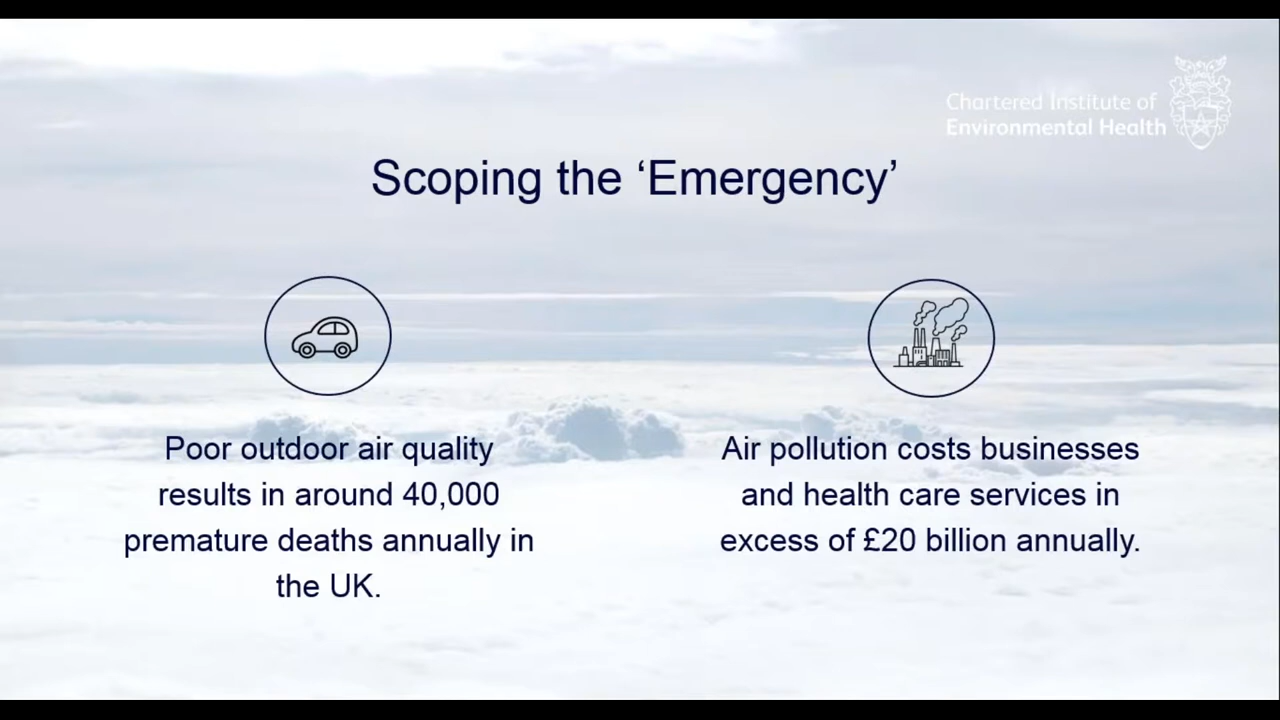 Chartered Institute of
Environmental Health
Scoping the ‘Emergency’
Poor outdoor air quality
results in around 40,000
premature deaths annually in
the UK.
Air pollution costs businesses
and health care services in
excess of £20 billion annually.